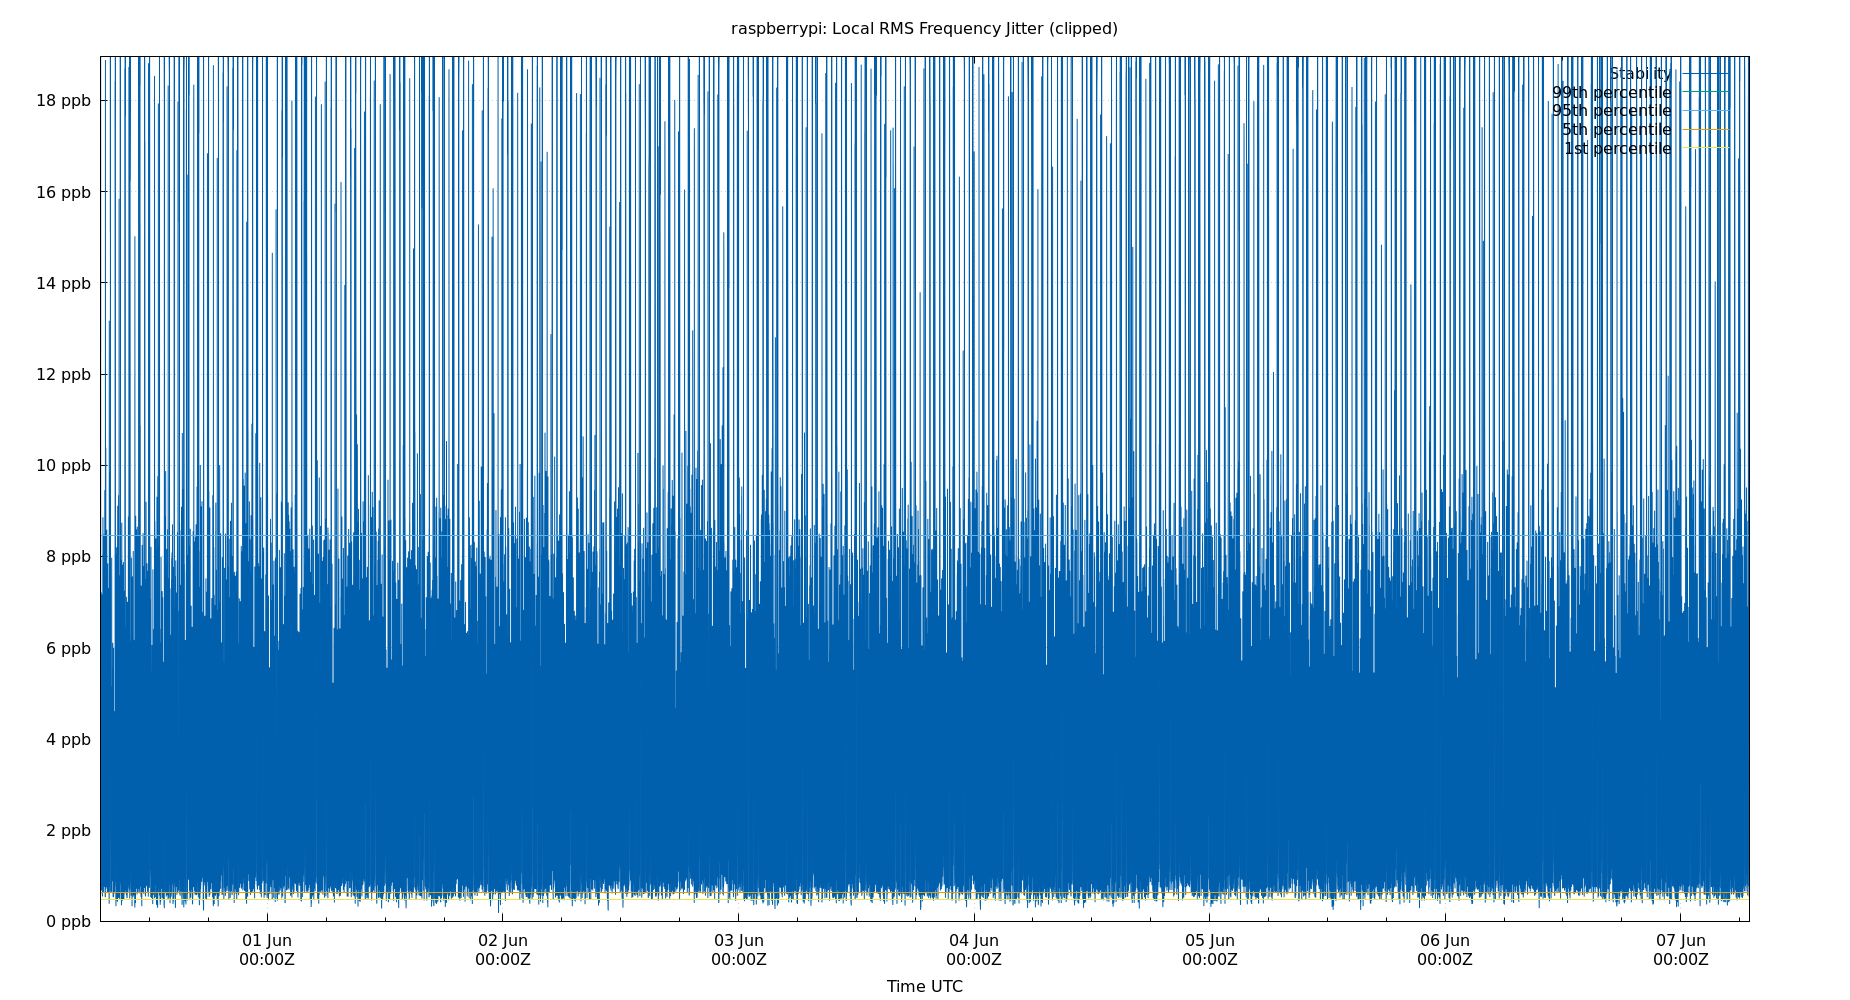 raspberrypi: Local RMS Frequency Jitter (clipped)
Stability
99th percentile
95th percentile
5th percentile
1st percentile
18 ppb
16 ppb
14 ppb
12 ppb
10 ppb
8 ppb
6 ppb
4 ppb
2 ppb
0 ppb
01 Jun 02 Jun 03 Jun 04 Jun 05 Jun 06 Jun 07 Jun
00:00Z 00:00Z 00:00Z 00:00Z 00:00Z 00:00Z 00:00Z
Time UTC